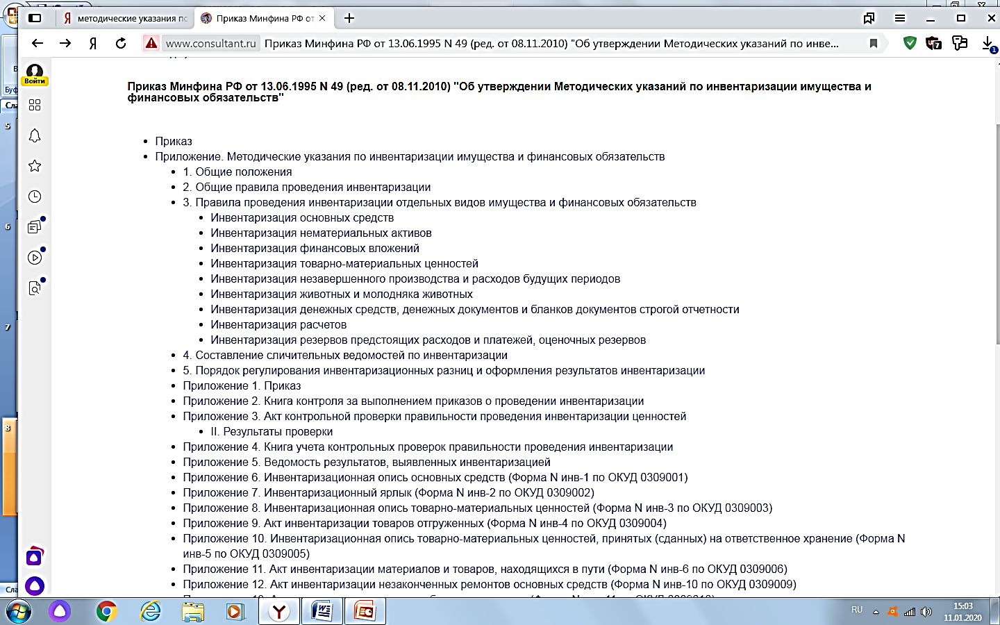 методические указания по
Приказ Минфина РФ от
www.consultant.ru Приказ Минфина РФ от 13.06.1995 N 49 (ред. от 08.11.2010) "Об утверждении Методических указаний по инве...
7
1
Войти
Буф
Сла
5
6
7
8
Сла
Приказ Минфина РФ от 13.06.1995 N 49 (ред. от 08.11.2010) "Об утверждении Методических указаний по инвентаризации имущества и
финансовых обязательств"
• Приказ
• Приложение. Методические указания по инвентаризации имущества и финансовых обязательств
• 1. Общие положения
• 2. Общие правила проведения инвентаризации
• 3. Правила проведения инвентаризации отдельных видов имущества и финансовых обязательств
• Инвентаризация основных средств
• Инвентаризация нематериальных активов
• Инвентаризация финансовых вложений
• Инвентаризация товарно-материальных ценностей
• Инвентаризация незавершенного производства и расходов будущих периодов
• Инвентаризация животных и молодняка животных
• Инвентаризация денежных средств, денежных документов и бланков документов строгой отчетности
• Инвентаризация расчетов
• Инвентаризация резервов предстоящих расходов и платежей, оценочных резервов
• 4. Составление сличительных ведомостей по инвентаризации
• 5. Порядок регулирования инвентаризационных разниц и оформления результатов инвентаризации
• Приложение 1. Приказ
• Приложение 2. Книга контроля за выполнением приказов о проведении инвентаризации
• Приложение 3. Акт контрольной проверки правильности проведения инвентаризации ценностей
• II. Результаты проверки
• Приложение 4. Книга учета контрольных проверок правильности проведения инвентаризации
• Приложение 5. Ведомость результатов, выявленных инвентаризацией
• Приложение 6. Инвентаризационная опись основных средств (Форма N инв-1 по ОКУД 0309001)
• Приложение 7. Инвентаризационный ярлык (Форма N инв-2 по ОКУД 0309002)
• Приложение 8. Инвентаризационная опись товарно-материальных ценностей (Форма N инв-3 по ОКУД 0309003)
• Приложение 9. Акт инвентаризации товаров отгруженных (Форма N инв-4 по ОКУД 0309004)
• Приложение 10. Инвентаризационная опись товарно-материальных ценностей, принятых (сданных) на ответственное хранение (Форма N
инв-5 по ОКУД 0309005)
• Приложение 11. Акт инвентаризации материалов и товаров, находящихся в пути (Форма N инв-6 по ОКУД 0309006)
• Приложение 12. Акт инвентаризации незаконченных ремонтов основных средств (Форма N инв-10 по ОКУД 0309009)
RU
15:03
11.01.2020